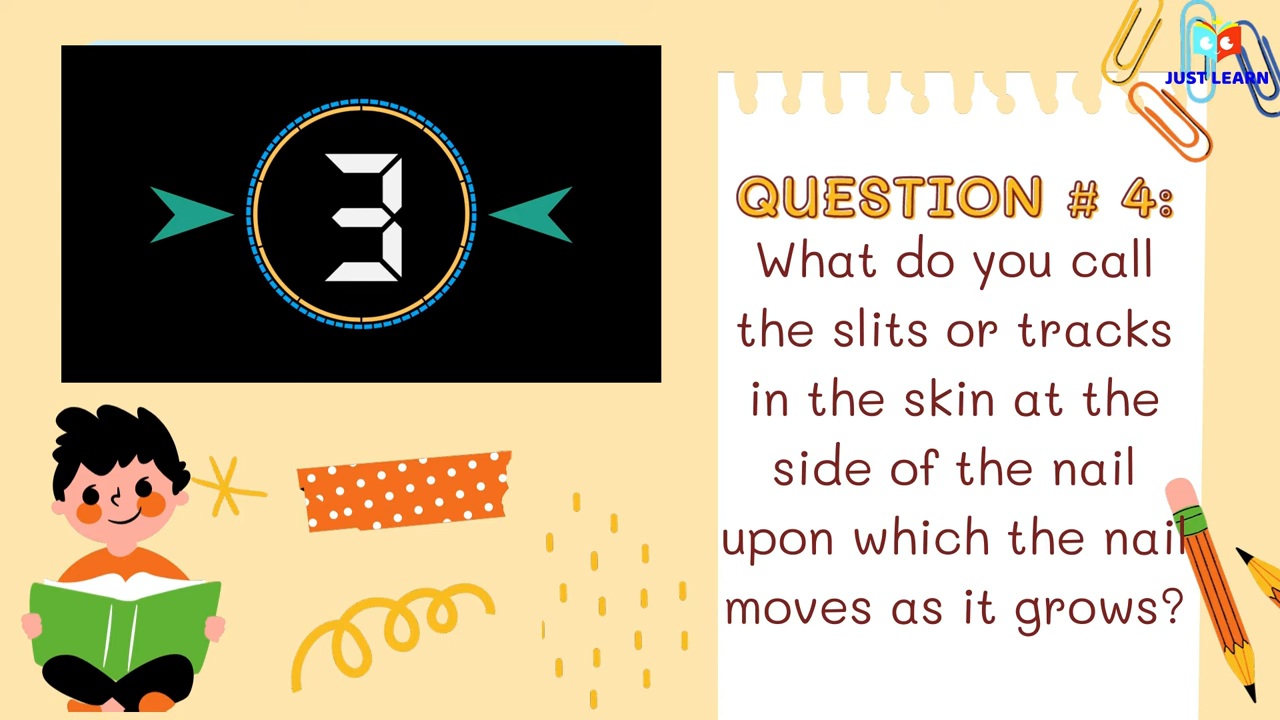 3
JUST LEARN
QUESTION # 4:
What do you call
the slits or tracks
in the skin at the
side of the nail
upon which the nail
moves as it grows?